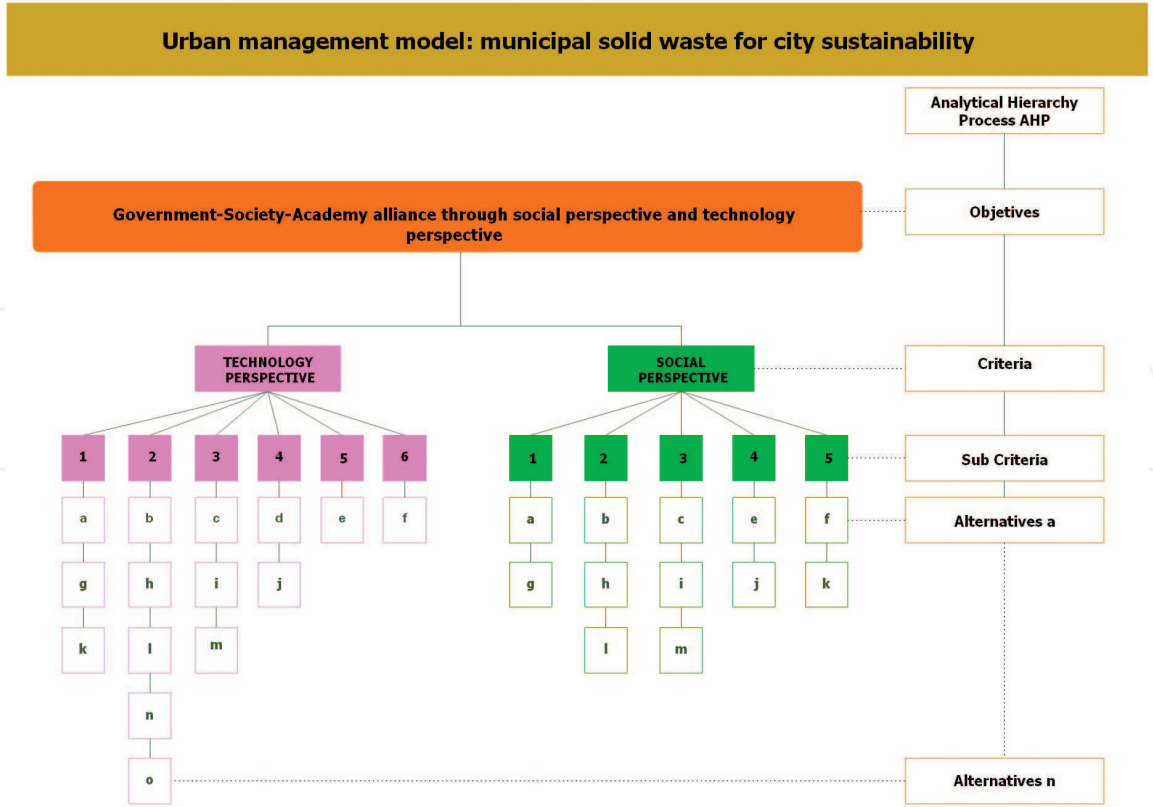 Urban management model: municipal solid waste for city sustainability
Analytical Hierarchy
Process AHP
Government-Society-Academy alliance through social perspective and technology
perspective
Objetives
TECHNOLOGY
PERSPECTIVE
SOCIAL
PERSPECTIVE
Criteria
1 2 3 4 5 6 1 2 3 4 5 Sub Criteria
a b c d e f a b c e f Alternatives a
g h i j g h i j k
k l m l m
n
o Alternatives n